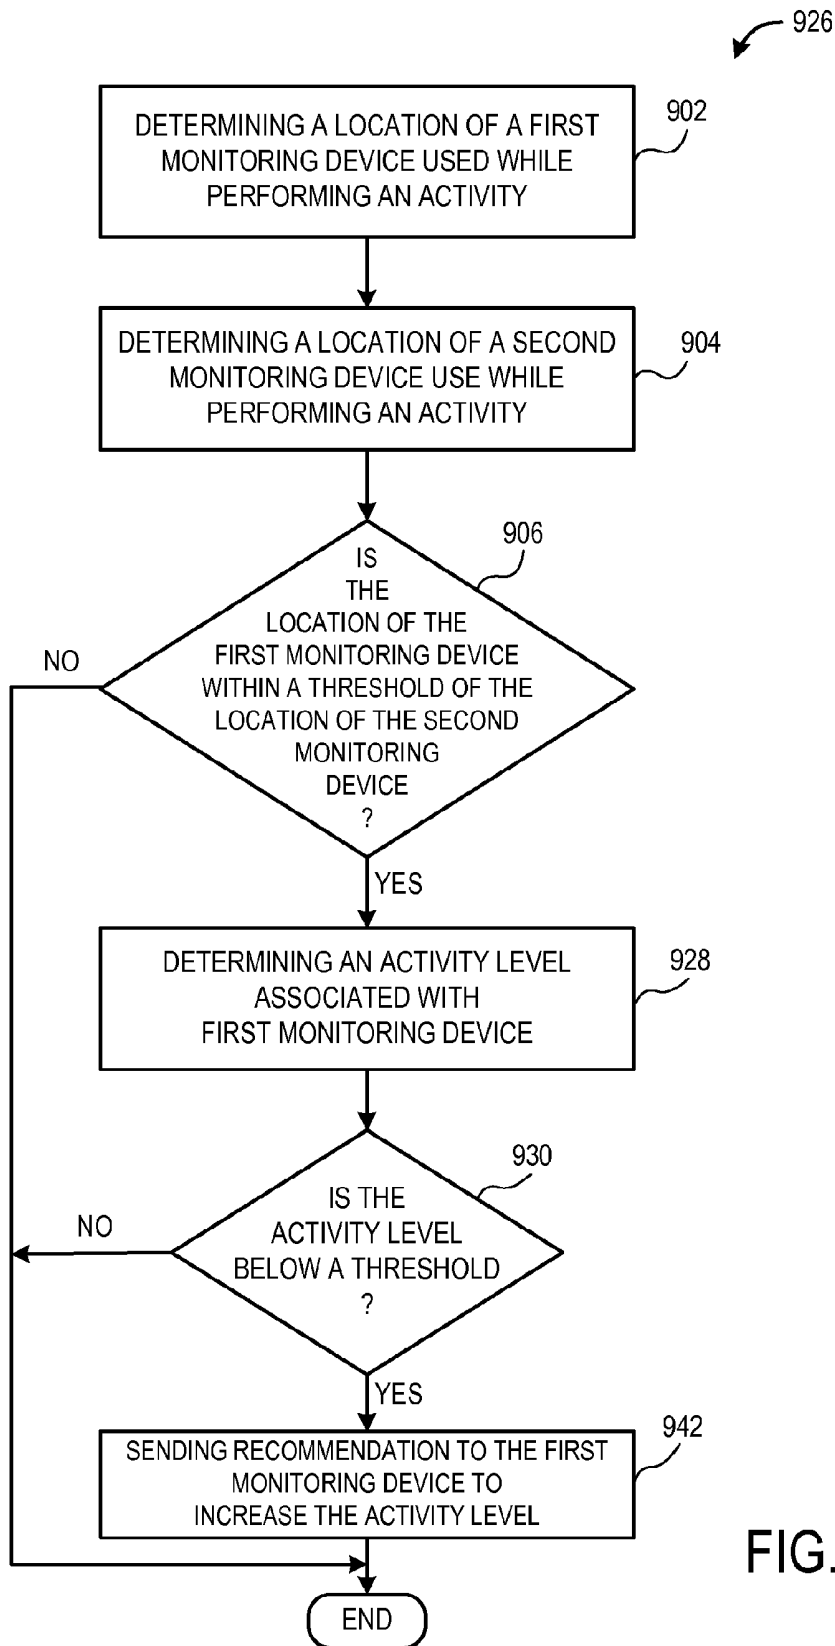 926
DETERMINING A LOCATION OF A FIRST
MONITORING DEVICE USED WHILE
PERFORMING AN ACTIVITY
902
DETERMINING A LOCATION OF A SECOND
MONITORING DEVICE USE WHILE
PERFORMING AN ACTIVITY
904
IS
THE
LOCATION OF THE
FIRST MONITORING DEVICE
WITHIN A THRESHOLD OF THE
LOCATION OF THE SECOND
MONITORING
DEVICE
?
906
NO
YES
DETERMINING AN ACTIVITY LEVEL
ASSOCIATED WITH
FIRST MONITORING DEVICE
928
IS THE
ACTIVITY LEVEL
BELOW A THRESHOLD
?
930
NO
YES
SENDING RECOMMENDATION TO THE FIRST
MONITORING DEVICE TO
INCREASE THE ACTIVITY LEVEL
942
END
FIG.